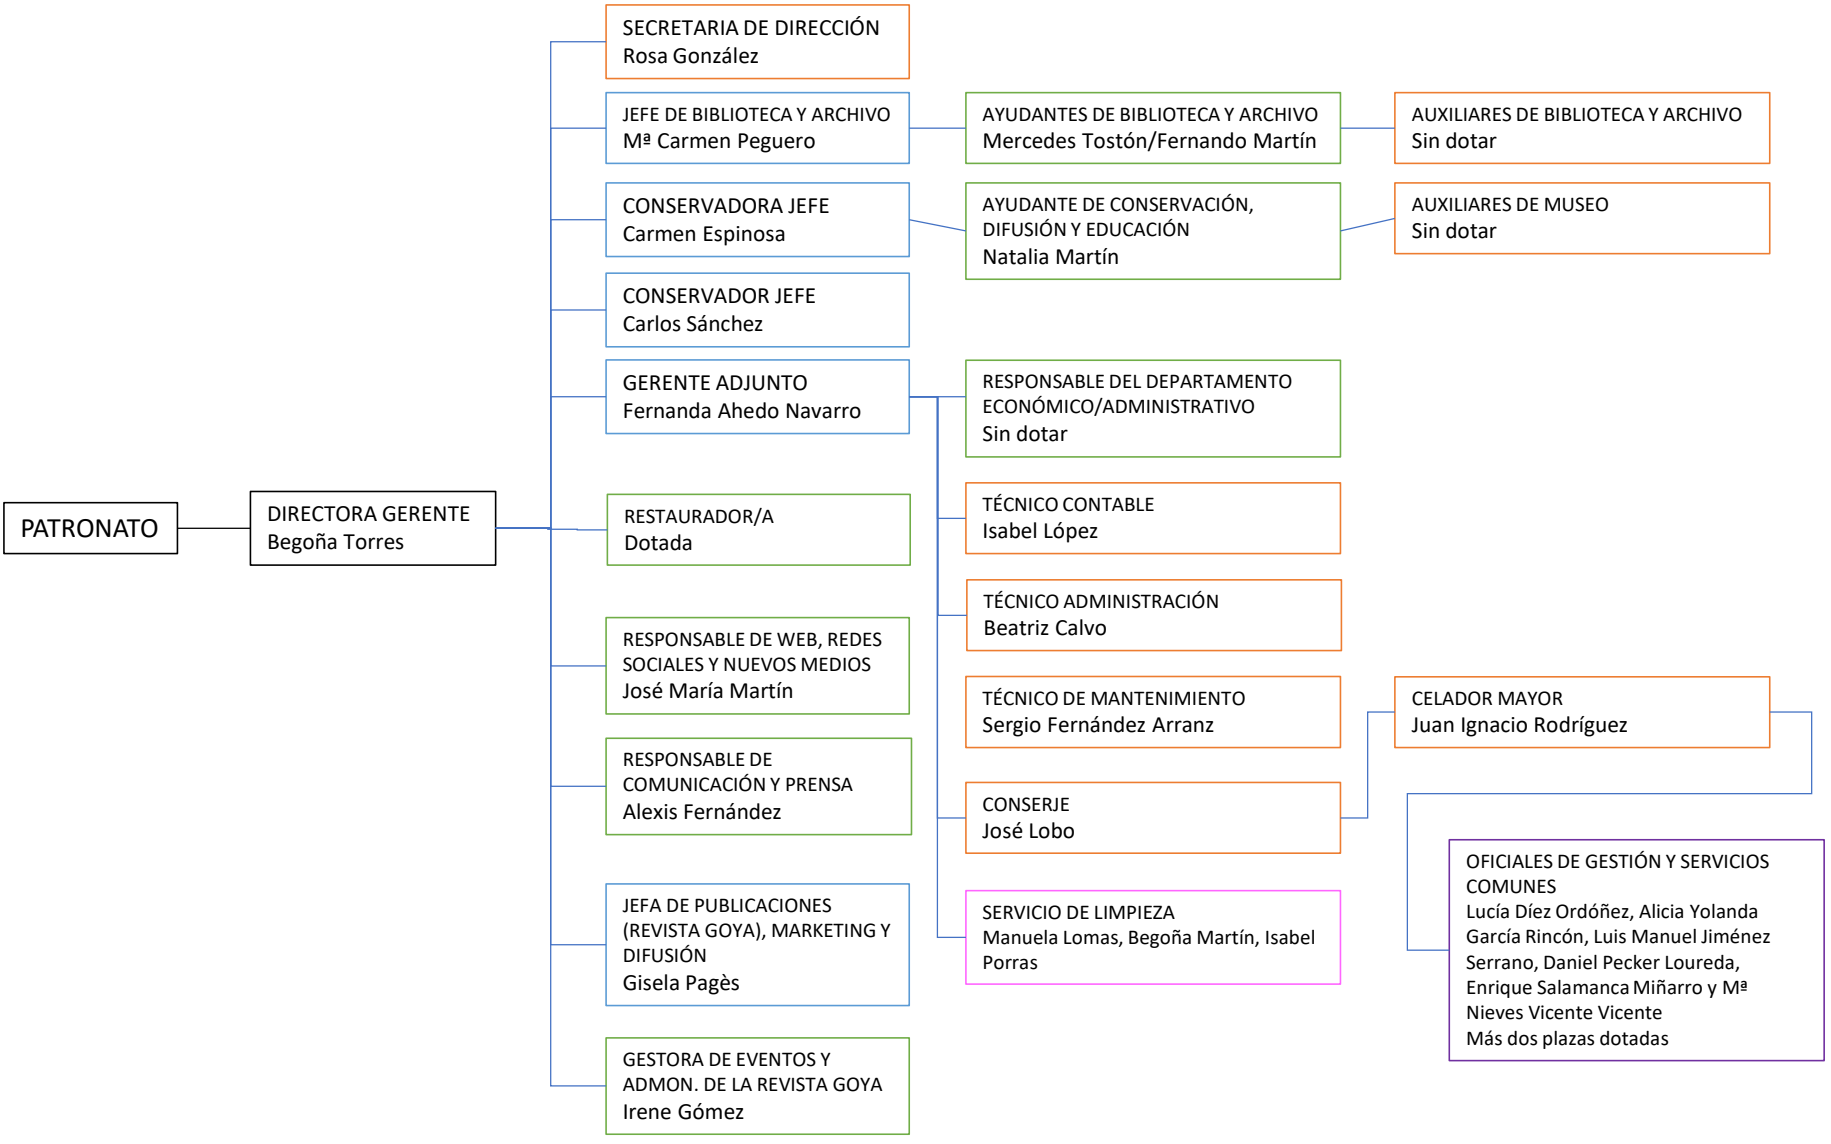 PATRONATO
DIRECTORA GERENTE
Begoña Torres
SECRETARIA DE DIRECCIÓN
Rosa González
JEFE DE BIBLIOTECA Y ARCHIVO
Mª Carmen Peguero
AYUDANTES DE BIBLIOTECA Y ARCHIVO
Mercedes Tostón/Fernando Martín
AUXILIARES DE BIBLIOTECA Y ARCHIVO
Sin dotar
CONSERVADORA JEFE
Carmen Espinosa
AYUDANTE DE CONSERVACIÓN,
DIFUSIÓN Y EDUCACIÓN
Natalia Martín
AUXILIARES DE MUSEO
Sin dotar
CONSERVADOR JEFE
Carlos Sánchez
GERENTE ADJUNTO
Fernanda Ahedo Navarro
RESPONSABLE DEL DEPARTAMENTO
ECONÓMICO/ADMINISTRATIVO
Sin dotar
TÉCNICO CONTABLE
Isabel López
TÉCNICO ADMINISTRACIÓN
Beatriz Calvo
TÉCNICO DE MANTENIMIENTO
Sergio Fernández Arranz
CONSERJE
José Lobo
CELADOR MAYOR
Juan Ignacio Rodríguez
OFICIALES DE GESTIÓN Y SERVICIOS
COMUNES
Lucía Díez Ordóñez, Alicia Yolanda
García Rincón, Luis Manuel Jiménez
Serrano, Daniel Pecker Loureda,
Enrique Salamanca Miñarro y Mª
Nieves Vicente Vicente
Más dos plazas dotadas
SERVICIO DE LIMPIEZA
Manuela Lomas, Begoña Martín, Isabel
Porras
RESTAURADOR/A
Dotada
RESPONSABLE DE WEB, REDES
SOCIALES Y NUEVOS MEDIOS
José María Martín
RESPONSABLE DE
COMUNICACIÓN Y PRENSA
Alexis Fernández
JEFA DE PUBLICACIONES
(REVISTA GOYA), MARKETING Y
DIFUSIÓN
Gisela Pagès
GESTORA DE EVENTOS Y
ADMON. DE LA REVISTA GOYA
Irene Gómez